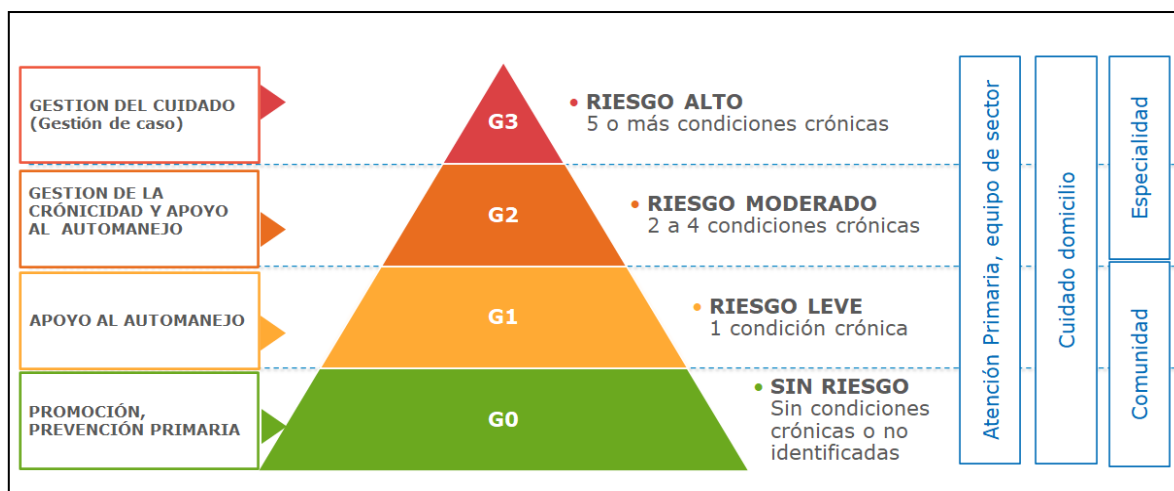 GESTION DEL CUIDADO
(Gestión de caso)
G3
• RIESGO ALTO
5 o más condiciones crónicas
GESTION DE LA
CRÓNICIDAD Y APOYO
AL AUTOMANEJO
G2
• RIESGO MODERADO
2 a 4 condiciones crónicas
APOYO AL AUTOMANEJO
G1
• RIESGO LEVE
1 condición crónica
PROMOCIÓN,
PREVENCIÓN PRIMARIA
G0
• SIN RIESGO
Sin condiciones
crónicas o no
identificadas
Atención Primaria, equipo de sector
Cuidado domicilio
Especialidad
Comunidad